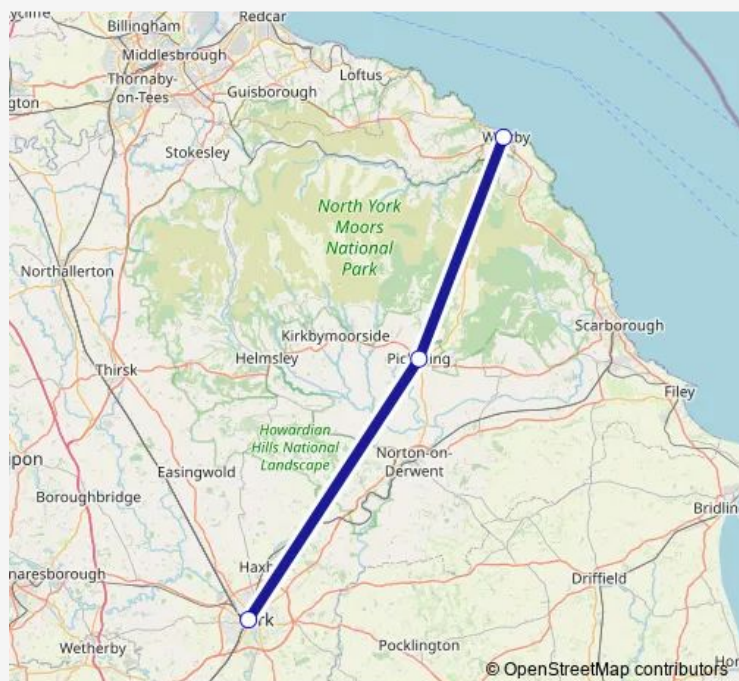 Redcar
Billingham
Middlesbrough
Thornaby-
on-Tees
Loftus
Guisborough
Stokesley
North York
Moors
National
Park
Northallerton
Kirkbymoorside
Scarborough
Helmsley
Thirsk
Filey
Howardian
Hills National
Landscape
Norton-on-
Derwent
Easingwold
Boroughbridge
Driffield
Wetherby
Pocklington
© OpenStreetMap contributors